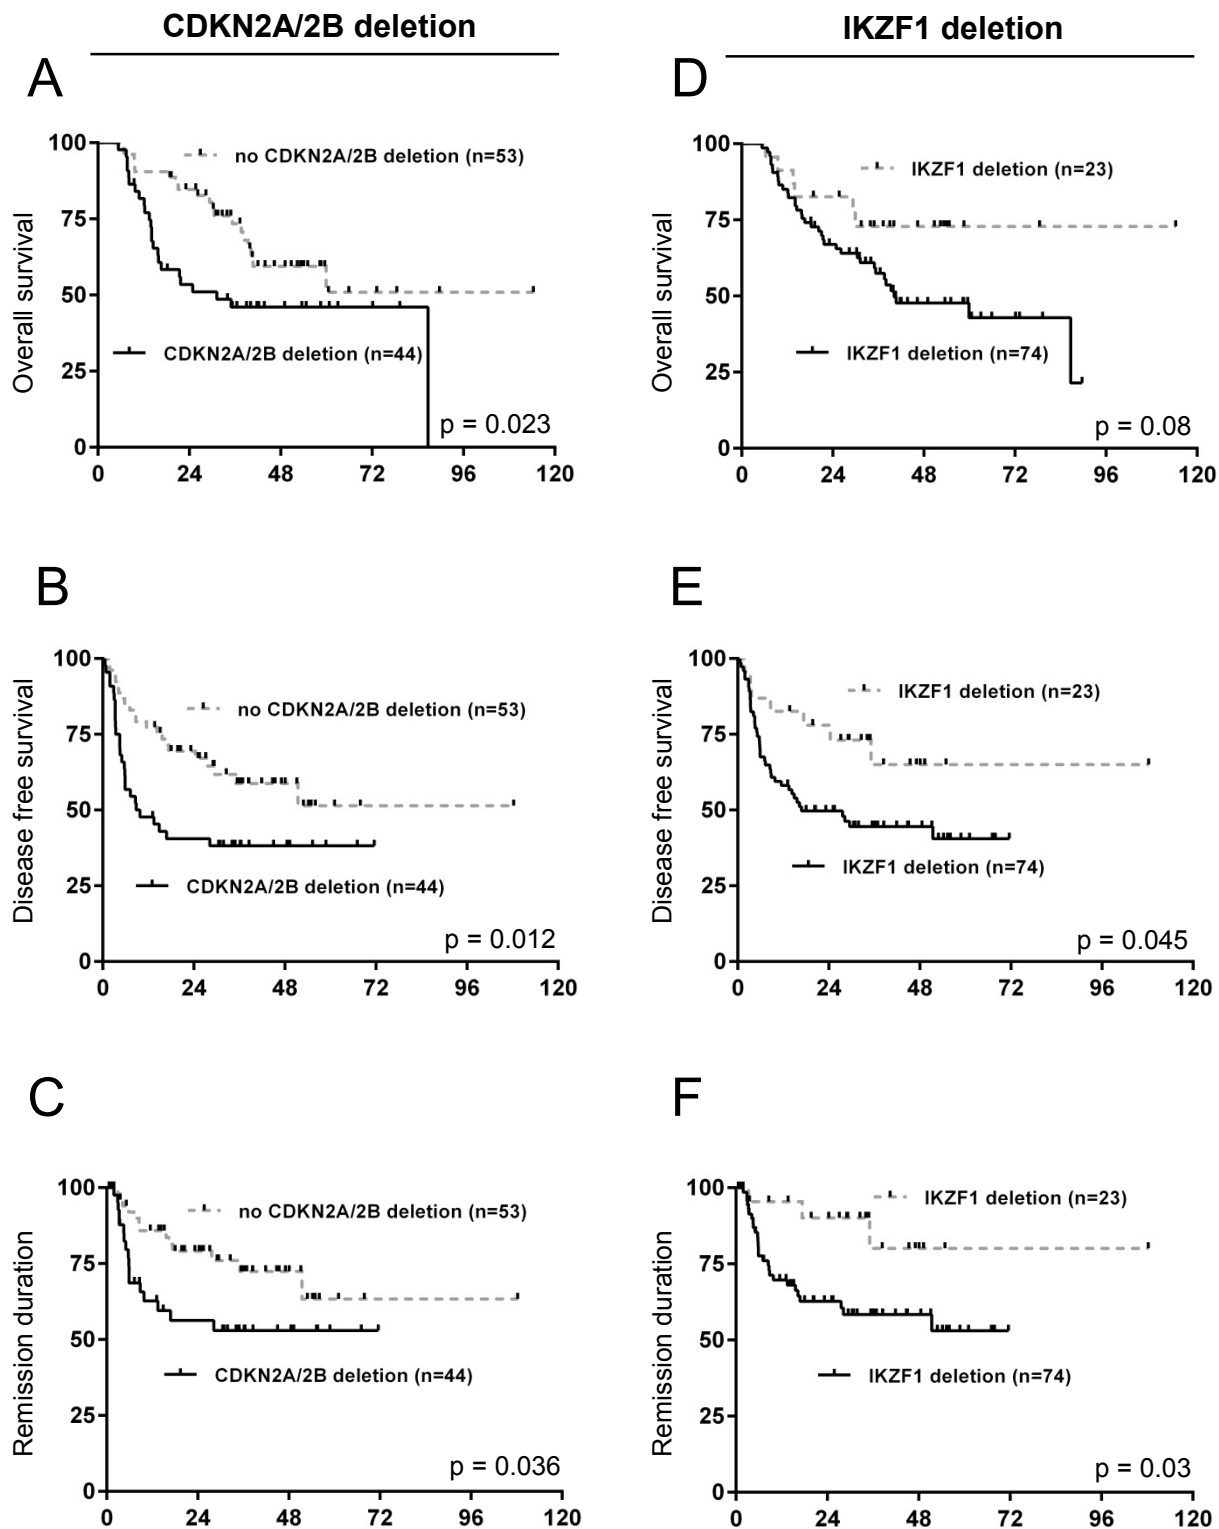 CDKN2A/2B deletion
IKZF1 deletion
A
100
75
50
25
0
Overall survival
no CDKN2A/2B deletion (n=53)
CDKN2A/2B deletion (n=44)
p = 0.023
0 24 48 72 96 120
D
100
75
50
25
0
Overall survival
IKZF1 deletion (n=23)
IKZF1 deletion (n=74)
p = 0.08
0 24 48 72 96 120
B
100
75
50
25
0
Disease free survival
no CDKN2A/2B deletion (n=53)
CDKN2A/2B deletion (n=44)
p = 0.012
0 24 48 72 96 120
E
100
75
50
25
0
Disease free survival
IKZF1 deletion (n=23)
IKZF1 deletion (n=74)
p = 0.045
0 24 48 72 96 120
C
100
75
50
25
0
Remission duration
no CDKN2A/2B deletion (n=53)
CDKN2A/2B deletion (n=44)
p = 0.036
0 24 48 72 96 120
F
100
75
50
25
0
Remission duration
IKZF1 deletion (n=23)
IKZF1 deletion (n=74)
p = 0.03
0 24 48 72 96 120